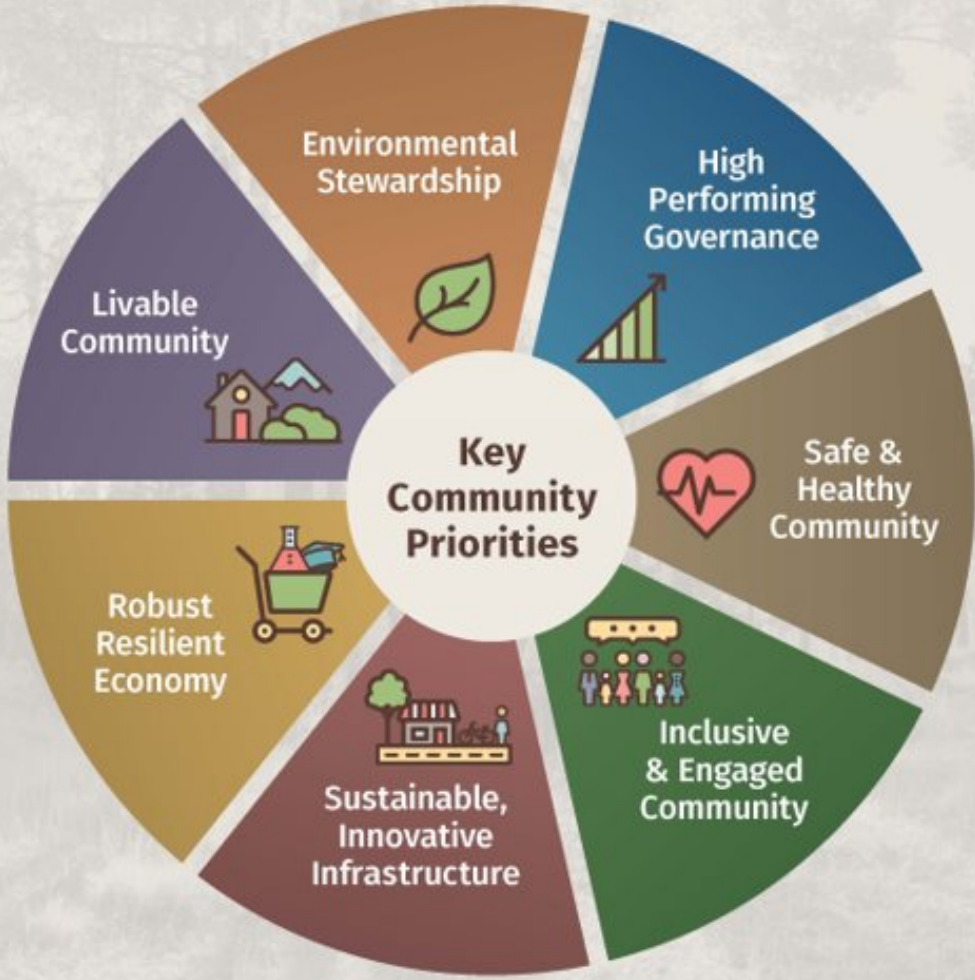 Environmental
Stewardship
High
Performing
Governance
Livable
Community
Key
Community
Priorities
Safe &
Healthy
Community
Robust
Resilient
Economy
Inclusive
& Engaged
Community
Sustainable,
Innovative
Infrastructure